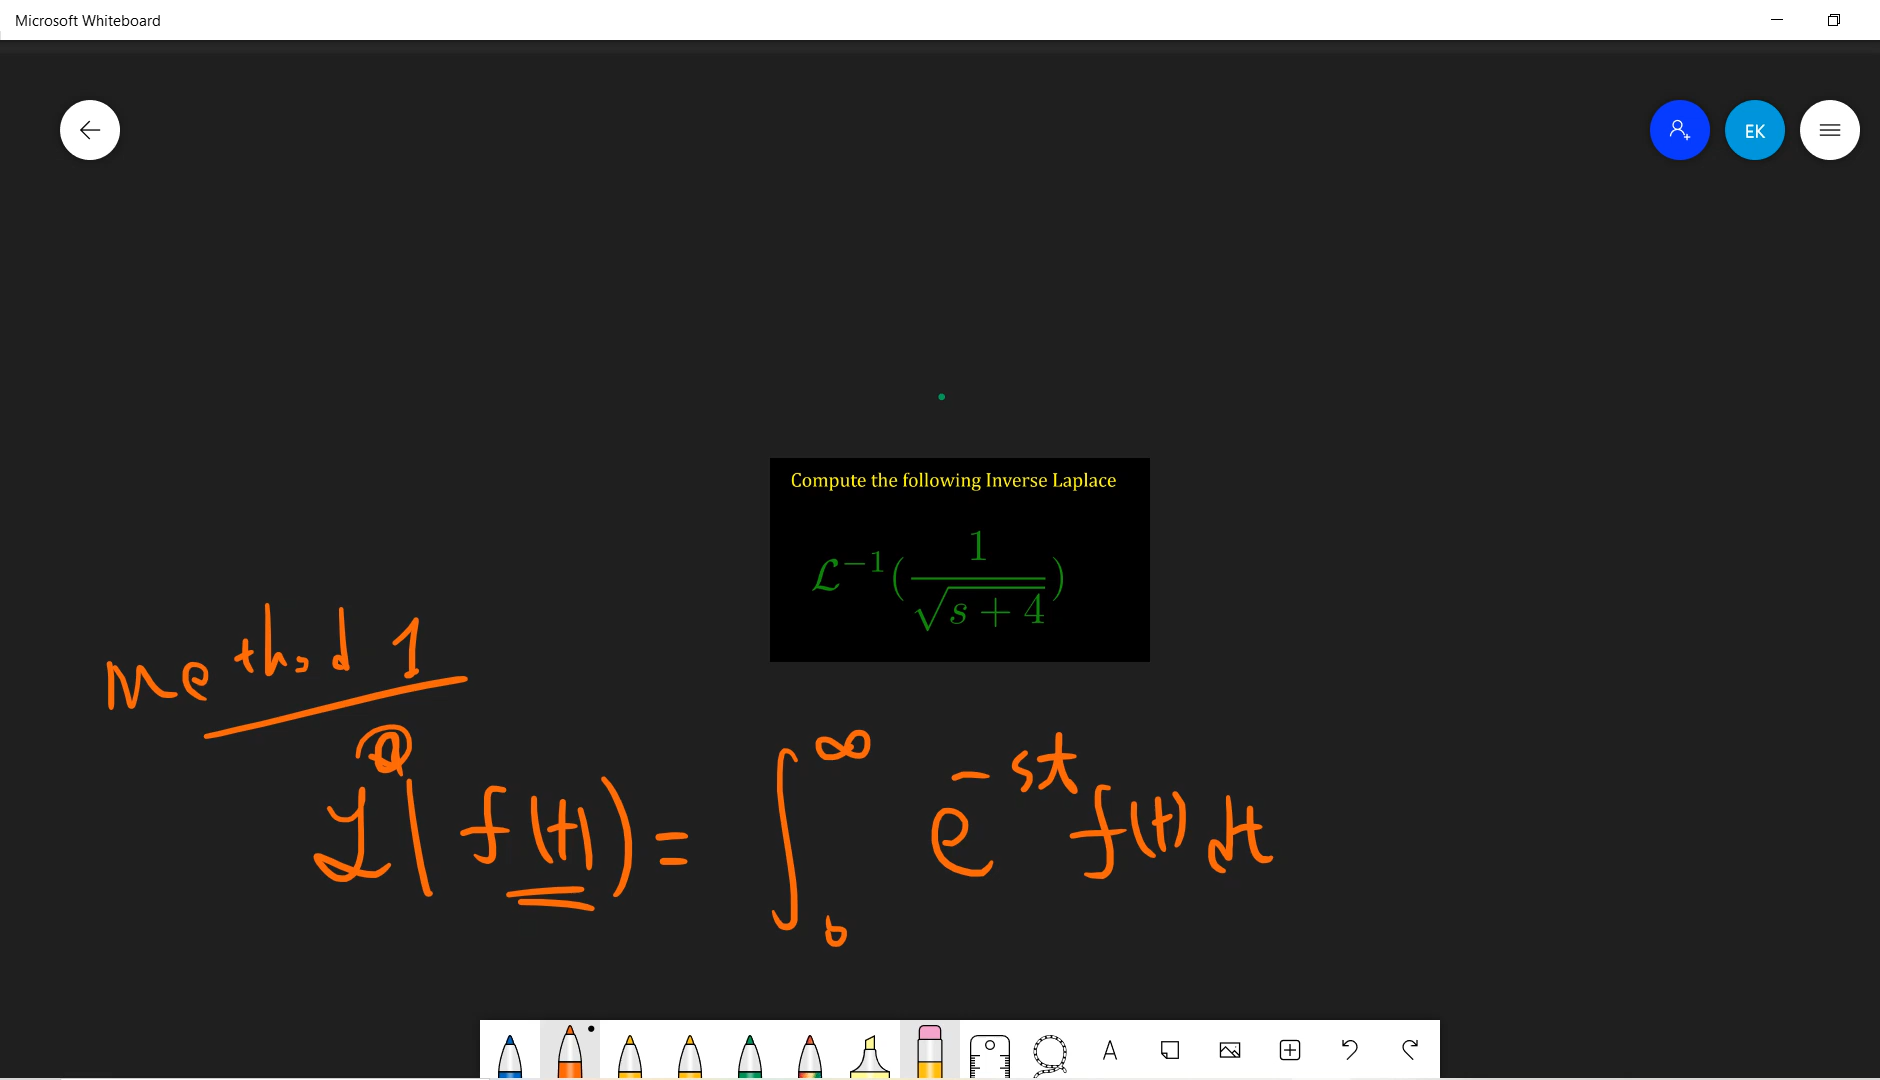 Microsoft Whiteboard
EK
Compute the following Inverse Laplace
ℒ⁻¹(1/√(s + 4))
Method 1
ℒ(f(t)) = ∫₀^∞ e^(-st) f(t) dt
A